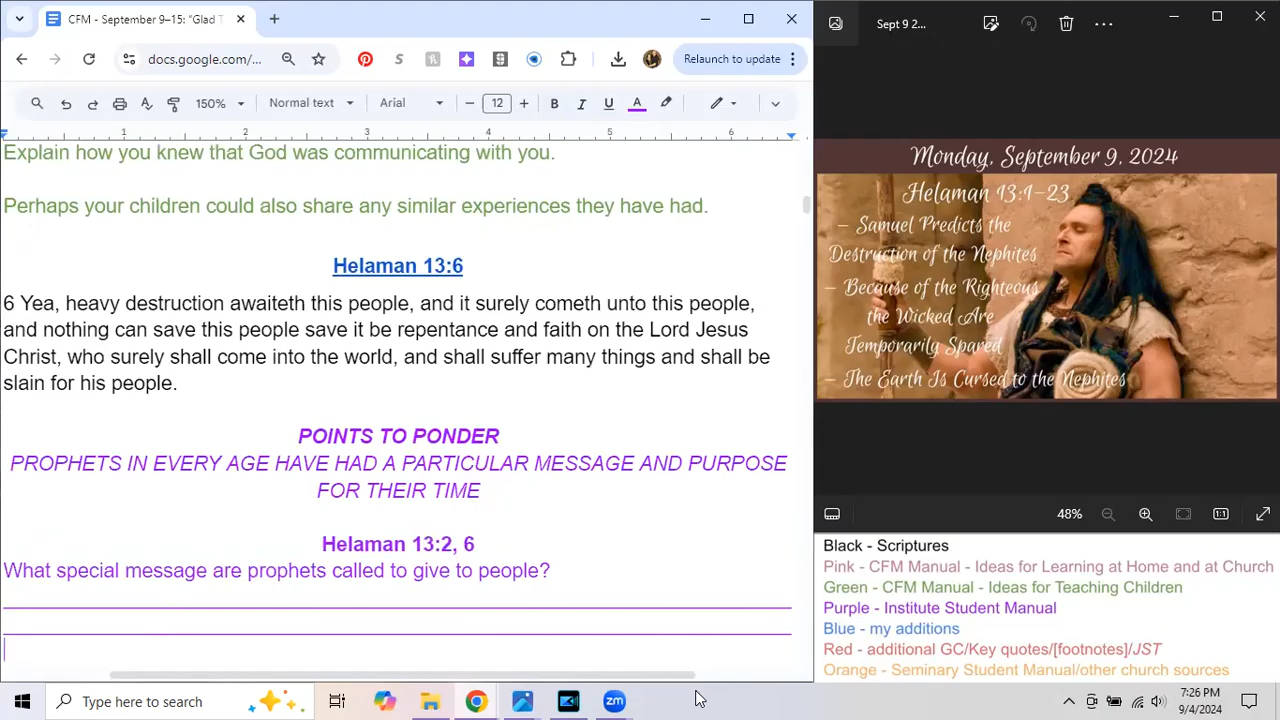 CFM - September 9–15: "Glad T
docs.google.com/...
Relaunch to update
150%
Normal text
Arial
12
B
I
U
A
1
2
3
4
5
6
Explain how you knew that God was communicating with you.
Perhaps your children could also share any similar experiences they have had.
Helaman 13:6
6 Yea, heavy destruction awaiteth this people, and it surely cometh unto this people,
and nothing can save this people save it be repentance and faith on the Lord Jesus
Christ, who surely shall come into the world, and shall suffer many things and shall be
slain for his people.
POINTS TO PONDER
PROPHETS IN EVERY AGE HAVE HAD A PARTICULAR MESSAGE AND PURPOSE
FOR THEIR TIME
Helaman 13:2, 6
What special message are prophets called to give to people?
Sept 9 2...
Monday, September 9, 2024
Helaman 13:1–23
– Samuel Predicts the
Destruction of the Nephites
– Because of the Righteous
the Wicked Are
Temporarily Spared
– The Earth Is Cursed to the Nephites
48%
1:1
Black - Scriptures
Pink - CFM Manual - Ideas for Learning at Home and at Church
Green - CFM Manual - Ideas for Teaching Children
Purple - Institute Student Manual
Blue - my additions
Red - additional GC/Key quotes/[footnotes]/JST
Orange - Seminary Student Manual/other church sources
Type here to search
zm
7:26 PM
9/4/2024